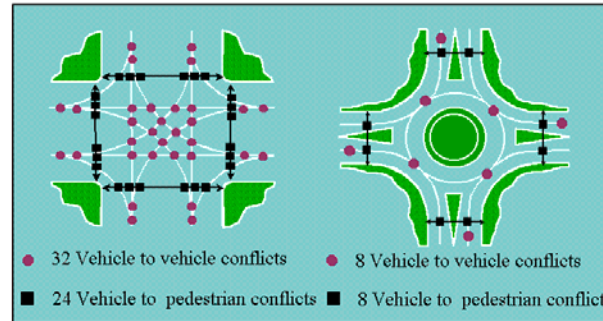 32 Vehicle to vehicle conflicts
8 Vehicle to vehicle conflicts
24 Vehicle to pedestrian conflicts
8 Vehicle to pedestrian conflict